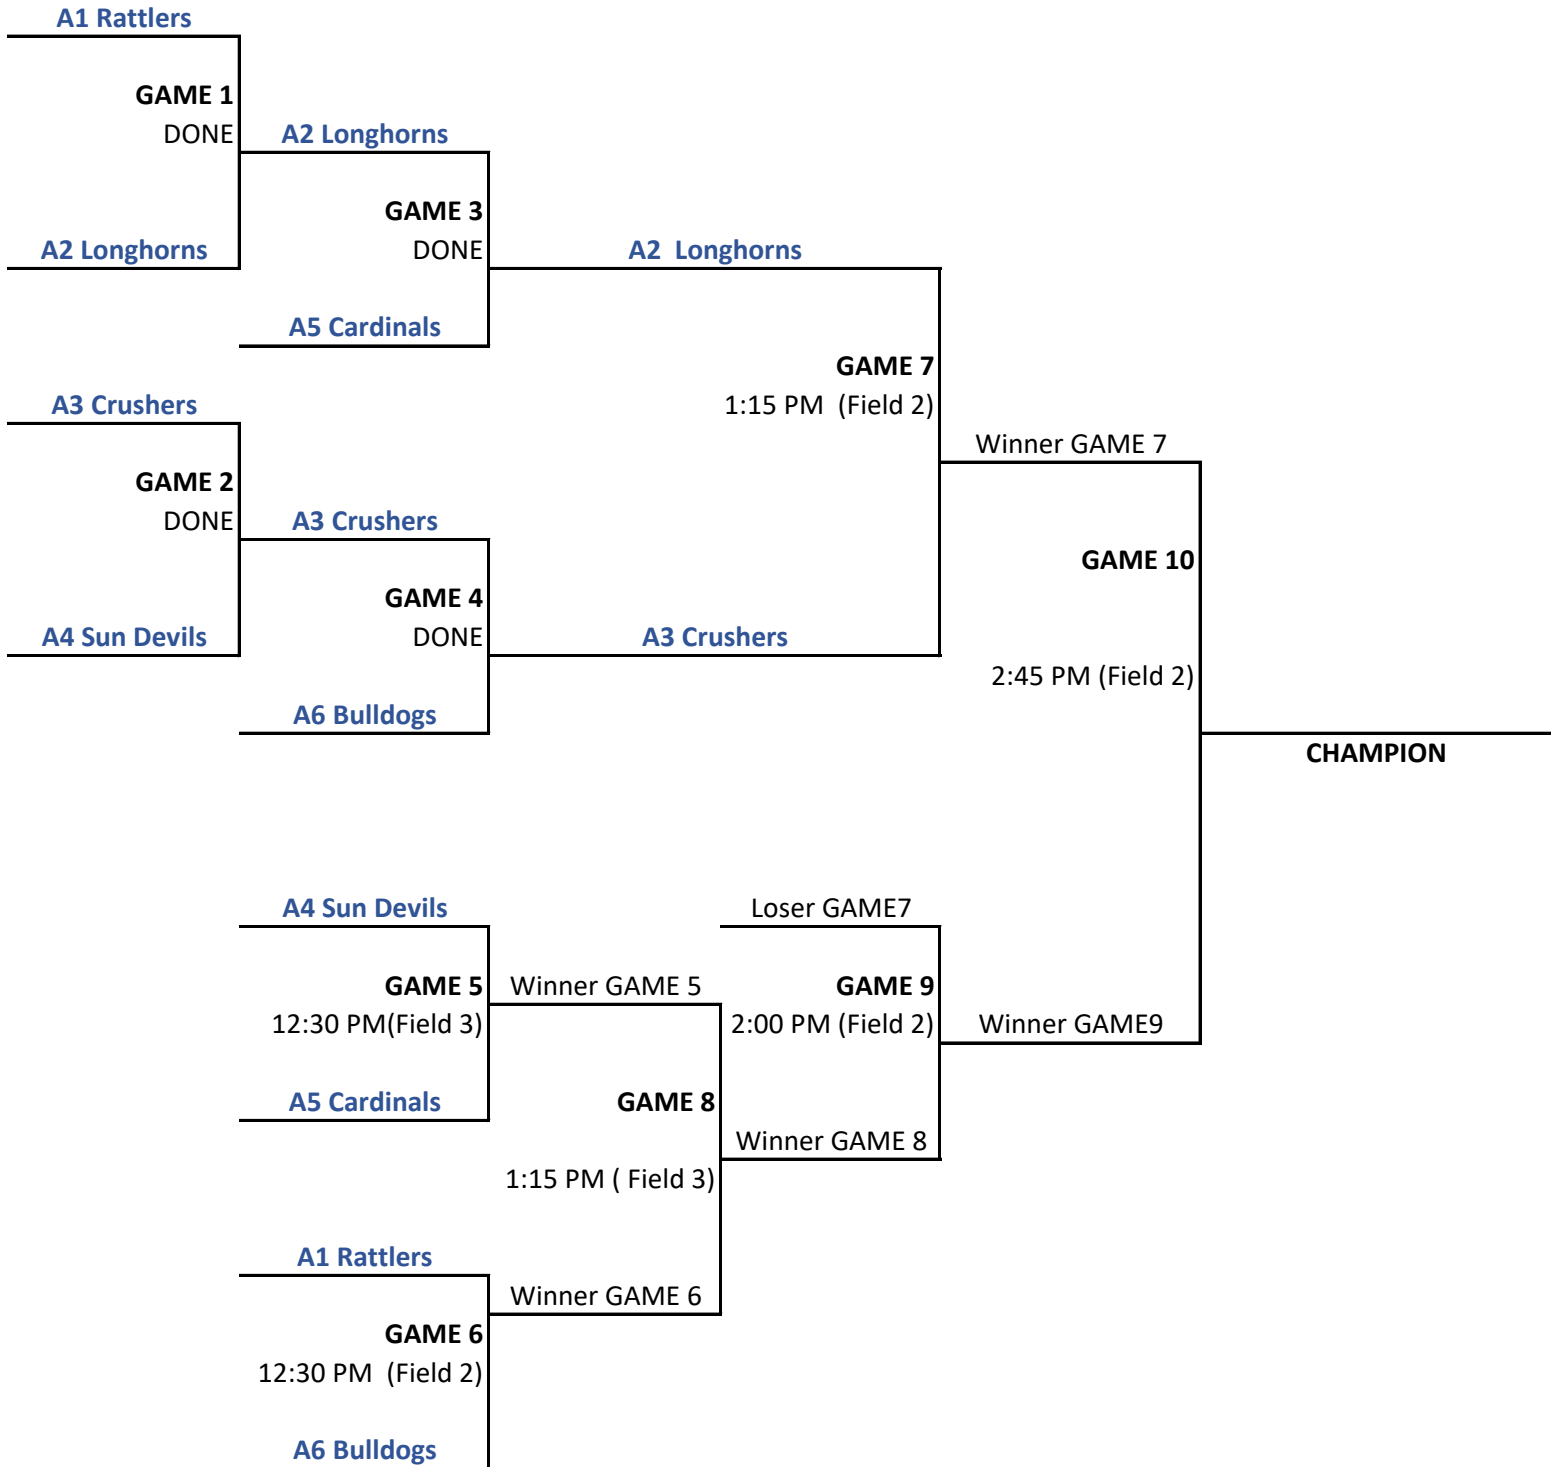 A1 Rattlers
GAME 1
DONE
A2 Longhorns
GAME 3
A2 Longhorns
DONE
A2  Longhorns
A5 Cardinals
GAME 7
A3 Crushers
1:15 PM  (Field 2)
Winner GAME 7
GAME 2
DONE
A3 Crushers
GAME 10
GAME 4
A4 Sun Devils
DONE
A3 Crushers
2:45 PM (Field 2)
A6 Bulldogs
CHAMPION
A4 Sun Devils
Loser GAME7
GAME 5
Winner GAME 5
GAME 9
12:30 PM(Field 3)
2:00 PM (Field 2)
Winner GAME9
A5 Cardinals
GAME 8
Winner GAME 8
1:15 PM ( Field 3)
A1 Rattlers
Winner GAME 6
GAME 6
12:30 PM  (Field 2)
A6 Bulldogs